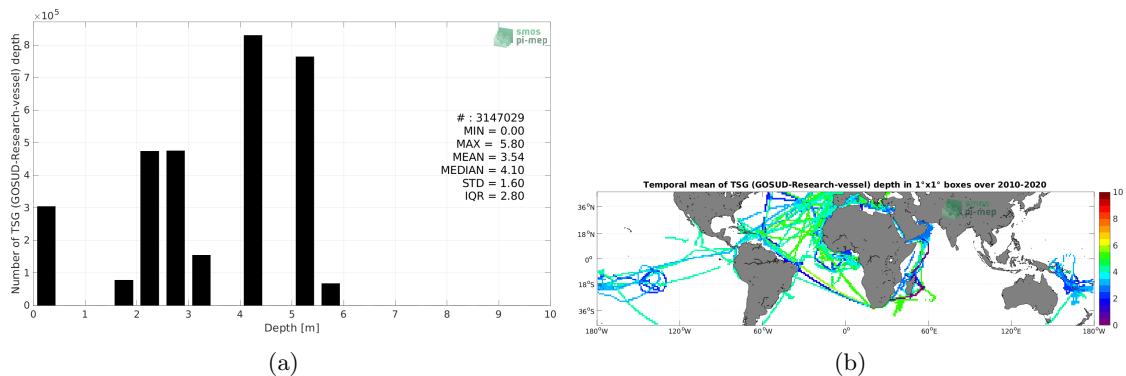 ×10⁵
smos
pi-mep
Number of TSG (GOSUD-Research-vessel) depth
8
7
6
5
4
3
2
1
0
# : 3147029
MIN = 0.00
MAX = 5.80
MEAN = 3.54
MEDIAN = 4.10
STD = 1.60
IQR = 2.80
0 1 2 3 4 5 6 7 8 9 10
Depth [m]
(a)
Temporal mean of TSG (GOSUD-Research-vessel) depth in 1°x1° boxes over 2010-2020
smos
pi-mep
36°N
18°N
0°
18°S
36°S
180°W 120°W 60°W 0° 60°E 120°E 180°E
10
8
6
4
2
0
(b)